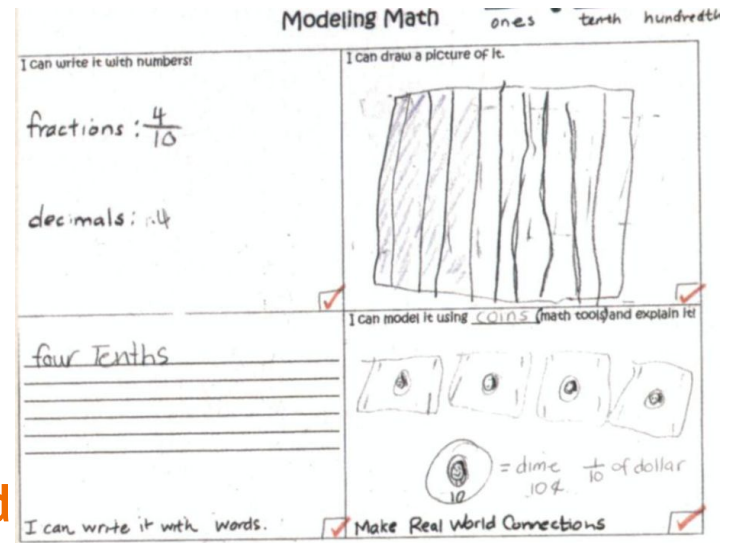 Modeling Math ones tenth hundredth
I can write it with numbers!
fractions : 4/10
decimals : .4
I can draw a picture of it.
four Tenths
I can write it with words.
I can model it using coins (math tools) and explain it!
10
= dime 1/10 of dollar
10¢
Make Real World Connections
d